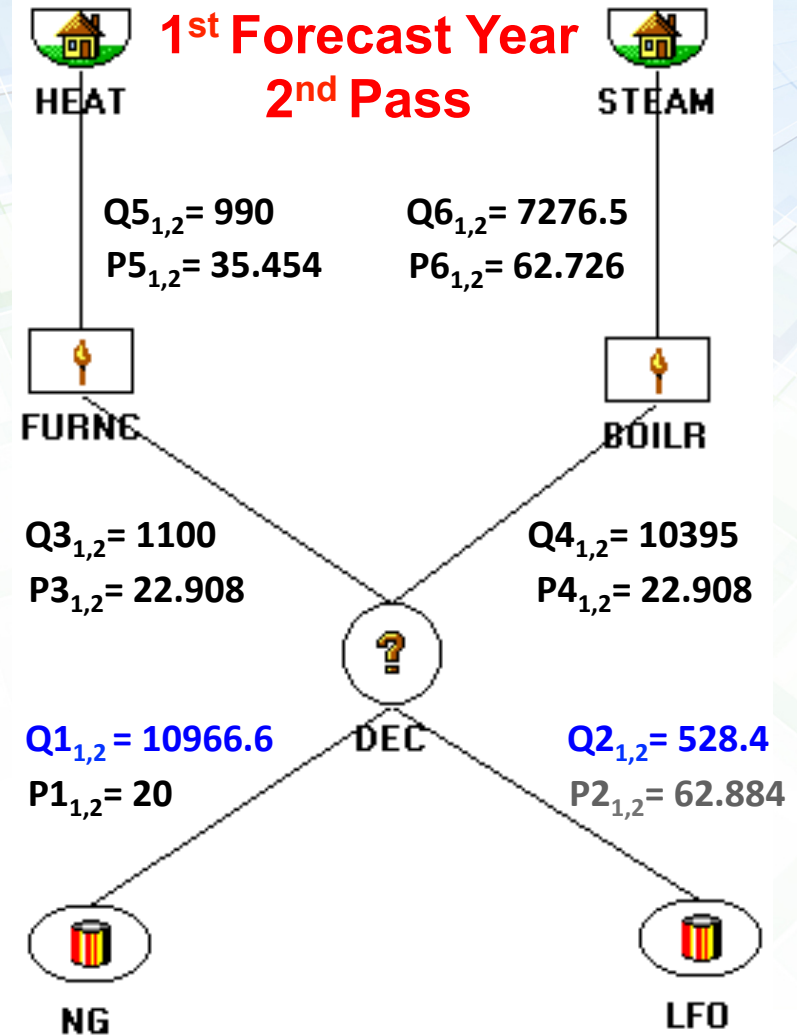 1st Forecast Year
2nd Pass
HEAT
STEAM
Q51,2= 990
P51,2= 35.454
Q61,2= 7276.5
P61,2= 62.726
FURNC
BOILR
Q31,2= 1100
P31,2= 22.908
Q41,2= 10395
P41,2= 22.908
?
DEC
Q11,2 = 10966.6
P11,2= 20
Q21,2= 528.4
P21,2= 62.884
NG
LFO